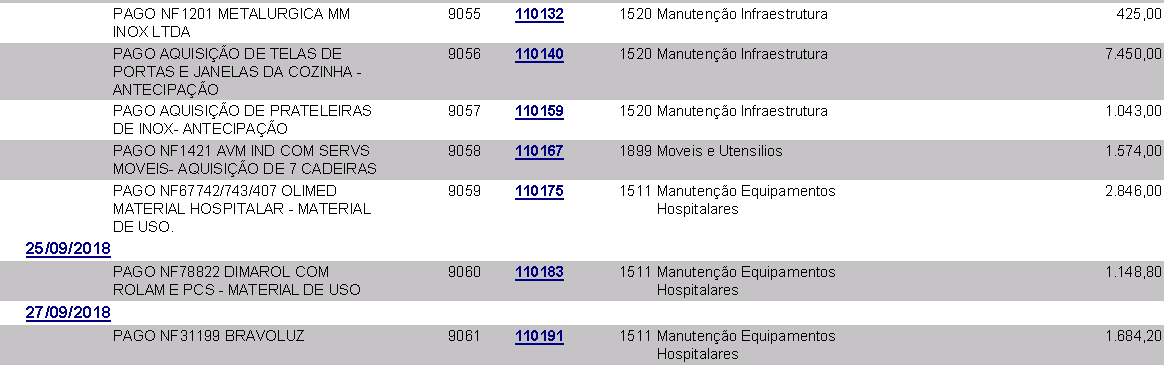 PAGO NF1201 METALURGICA MM 9055 110132 1520 Manutenção Infraestrutura 425,00
INOX LTDA
PAGO AQUISIÇÃO DE TELAS DE 9056 110140 1520 Manutenção Infraestrutura 7.450,00
PORTAS E JANELAS DA COZINHA -
ANTECIPAÇÃO
PAGO AQUISIÇÃO DE PRATELEIRAS 9057 110159 1520 Manutenção Infraestrutura 1.043,00
DE INOX- ANTECIPAÇÃO
PAGO NF1421 AVM IND COM SERVS 9058 110167 1899 Moveis e Utensilios 1.574,00
MOVEIS- AQUISIÇÃO DE 7 CADEIRAS
PAGO NF67742/743/407 OLIMED 9059 110175 1511 Manutenção Equipamentos 2.846,00
MATERIAL HOSPITALAR - MATERIAL Hospitalares
DE USO.
25/09/2018
PAGO NF78822 DIMAROL COM 9060 110183 1511 Manutenção Equipamentos 1.148,80
ROLAM E PCS - MATERIAL DE USO Hospitalares
27/09/2018
PAGO NF31199 BRAVOLUZ 9061 110191 1511 Manutenção Equipamentos 1.684,20
Hospitalares